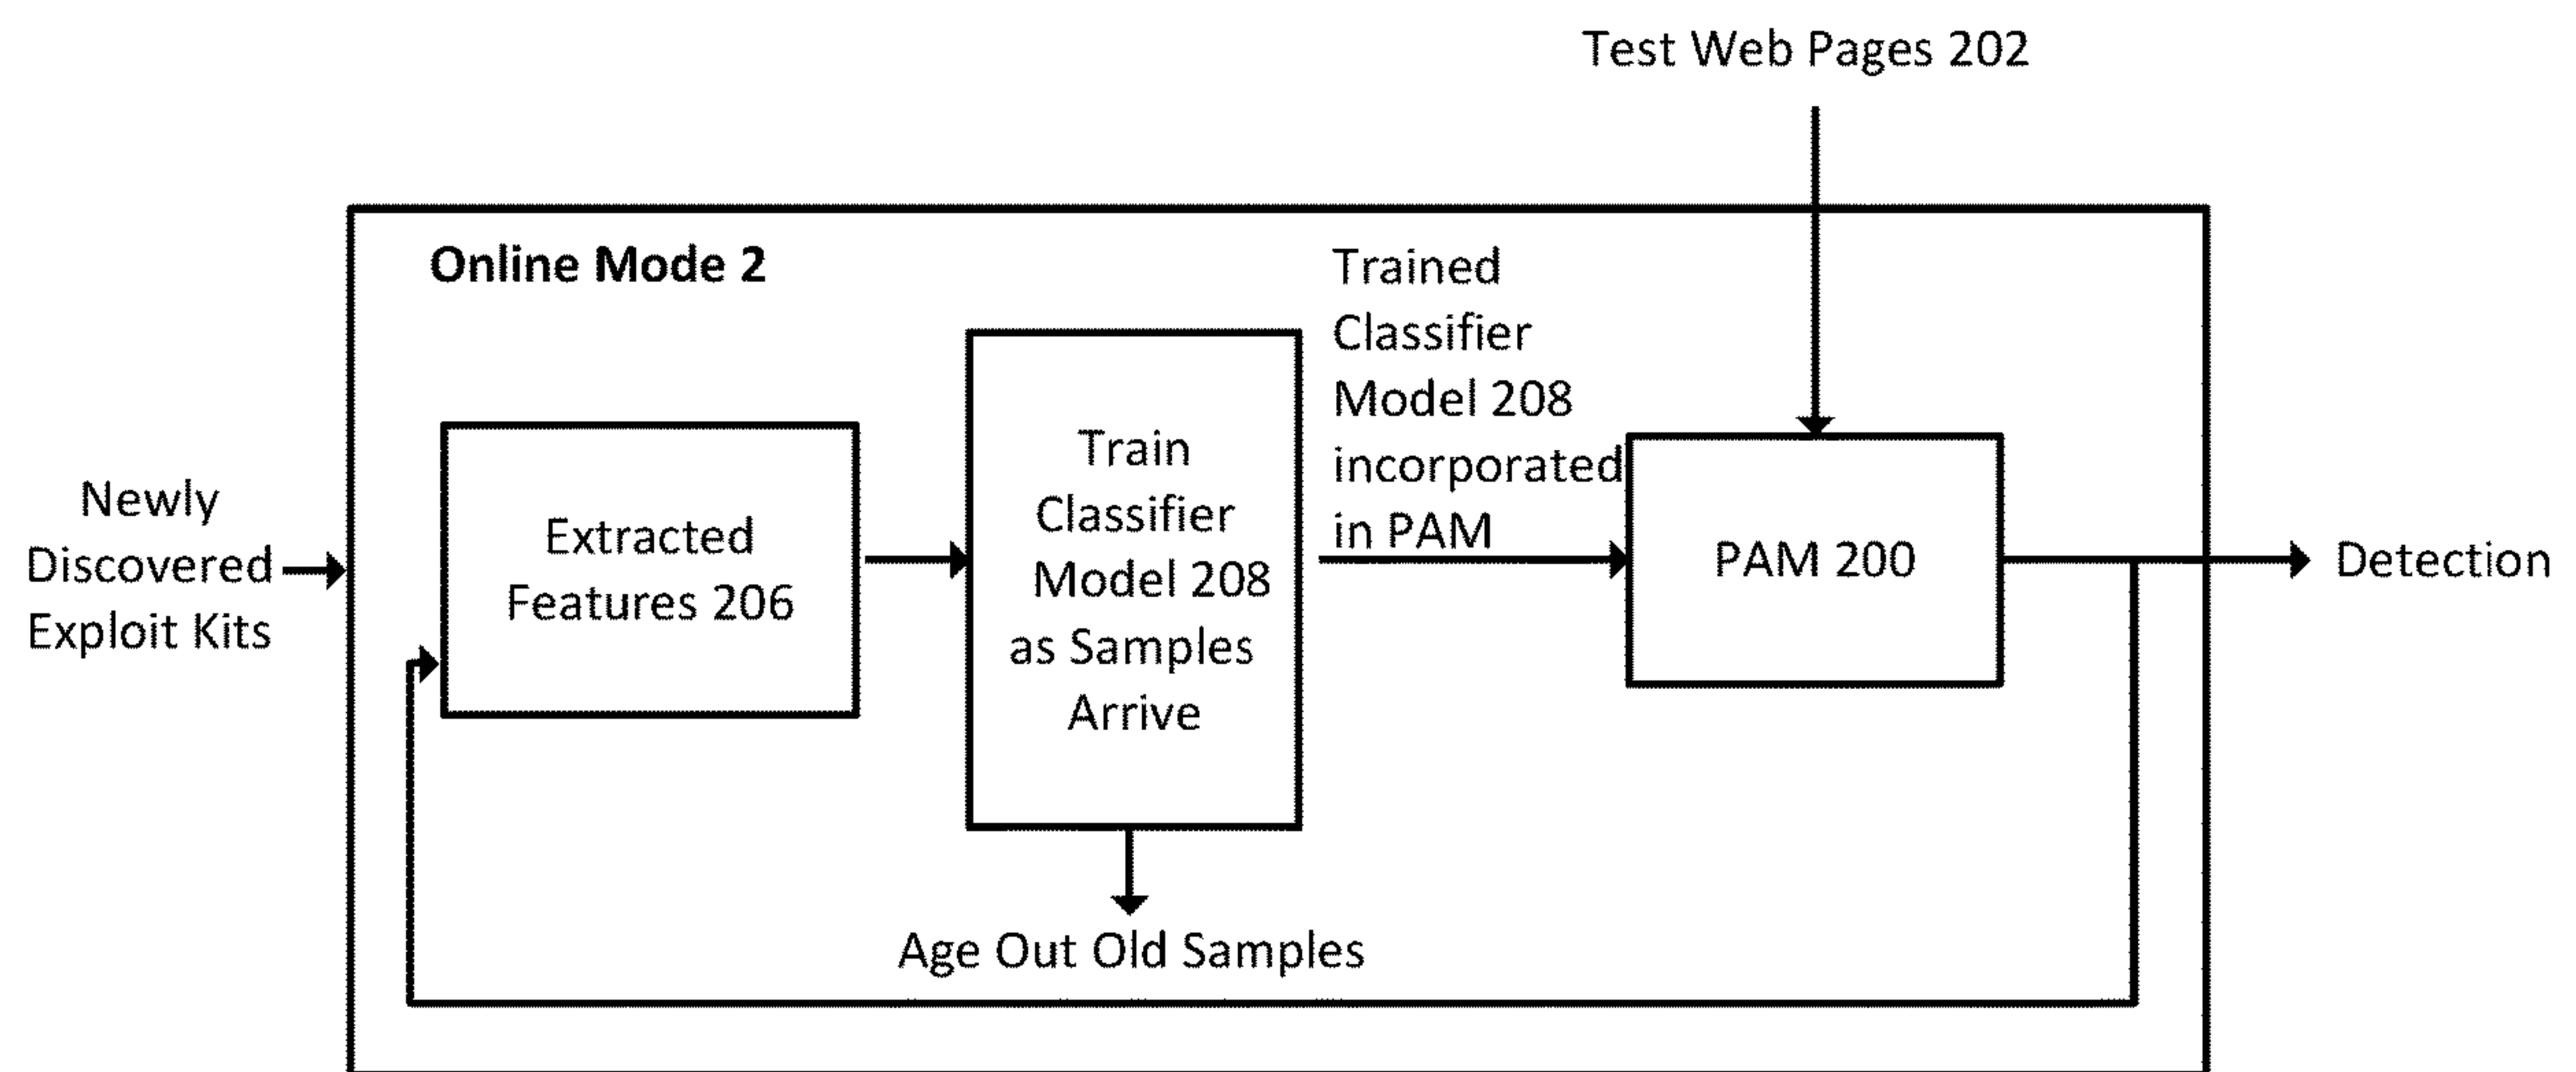 Test Web Pages 202
Online Mode 2
Newly
Discovered
Exploit Kits
Extracted
Features 206
Train
Classifier
Model 208
as Samples
Arrive
Trained
Classifier
Model 208
incorporated
in PAM
PAM 200
Detection
Age Out Old Samples